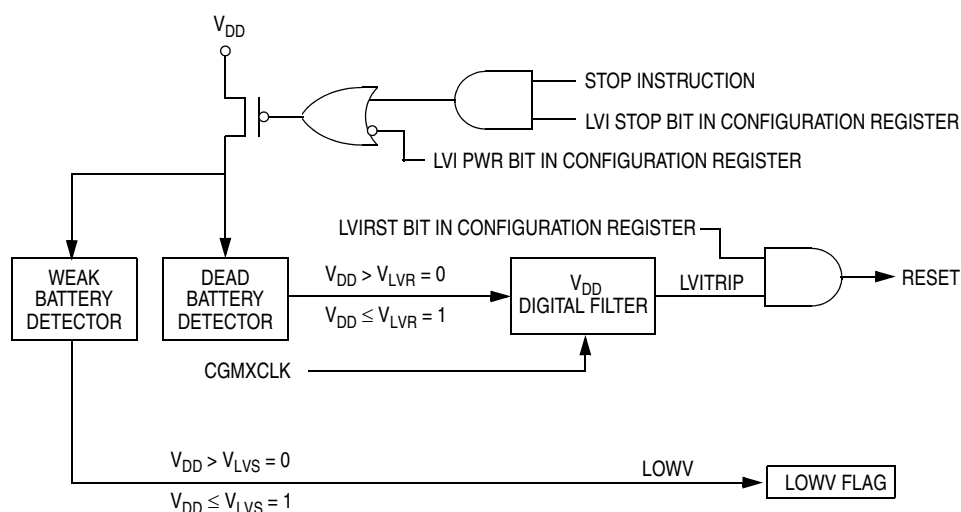 V_DD
STOP INSTRUCTION
LVI STOP BIT IN CONFIGURATION REGISTER
LVI PWR BIT IN CONFIGURATION REGISTER
LVIRST BIT IN CONFIGURATION REGISTER
WEAK
BATTERY
DETECTOR
DEAD
BATTERY
DETECTOR
V_DD > V_LVR = 0
V_DD ≤ V_LVR = 1
V_DD
DIGITAL FILTER
LVITRIP
RESET
CGMXCLK
V_DD > V_LVS = 0
V_DD ≤ V_LVS = 1
LOWV
LOWV FLAG